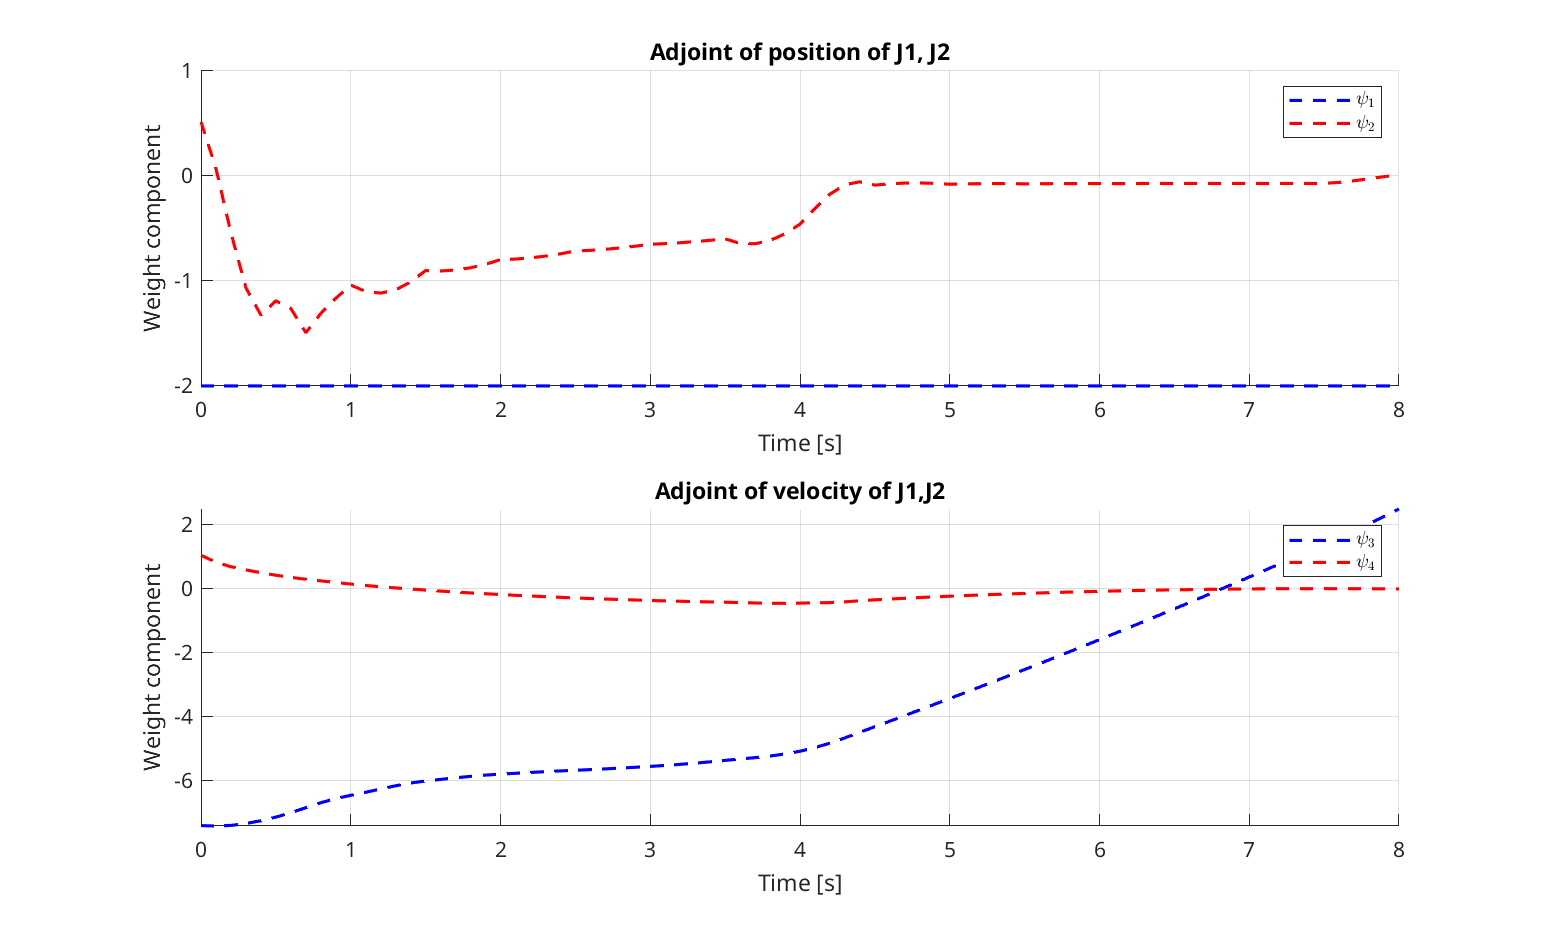 Adjoint of position of J1, J2
1
0
-1
-2
Weight component
ψ1
ψ2
0 1 2 3 4 5 6 7 8
Time [s]
Adjoint of velocity of J1,J2
2
0
-2
-4
-6
Weight component
ψ3
ψ4
0 1 2 3 4 5 6 7 8
Time [s]